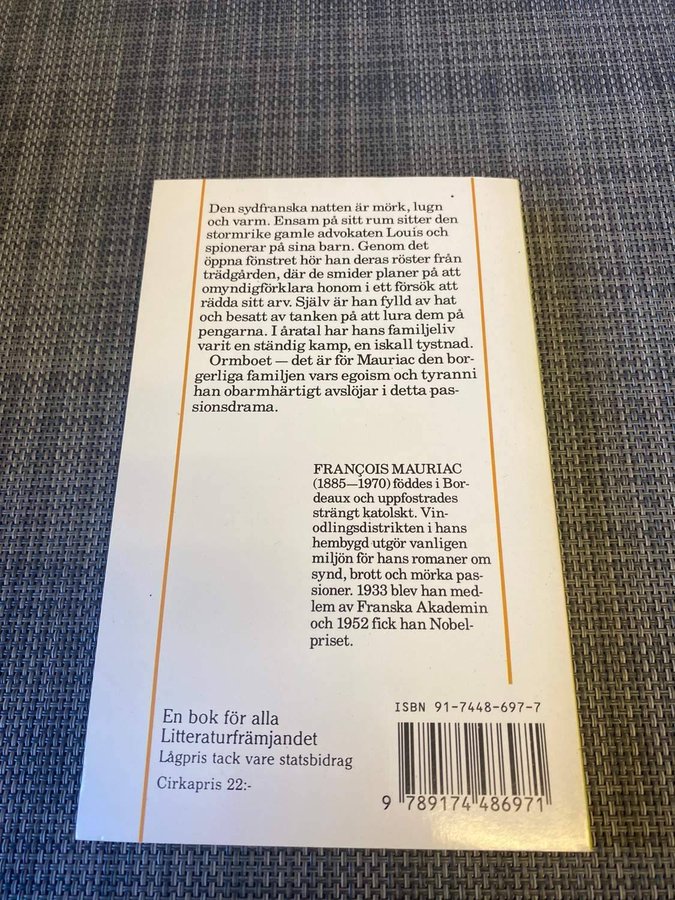 Den sydfranska natten är mörk, lugn
och varm. Ensam på sitt rum sitter den
stormrike gamle advokaten Louis och
spionerar på sina barn. Genom det
öppna fönstret hör han deras röster från
trädgården, där de smider planer på att
omyndigförklara honom i ett försök att
rädda sitt arv. Själv är han fylld av hat
och besatt av tanken på att lura dem på
pengarna. I åratal har hans familjeliv
varit en ständig kamp, en iskall tystnad.
Ormboet — det är för Mauriac den bor-
gerliga familjen vars egoism och tyranni
han obarmhärtigt avslöjar i detta pas-
sionsdrama.
FRANÇOIS MAURIAC
(1885—1970) föddes i Bor-
deaux och uppfostrades
strängt katolskt. Vin-
odlingsdistrikten i hans
hembygd utgör vanligen
miljön för hans romaner om
synd, brott och mörka pas-
sioner. 1933 blev han med-
lem av Franska Akademin
och 1952 fick han Nobel-
priset.
En bok för alla
Litteraturfrämjandet
Lågpris tack vare statsbidrag
Cirkapris 22:-
ISBN 91-7448-697-7
9 789174 486971